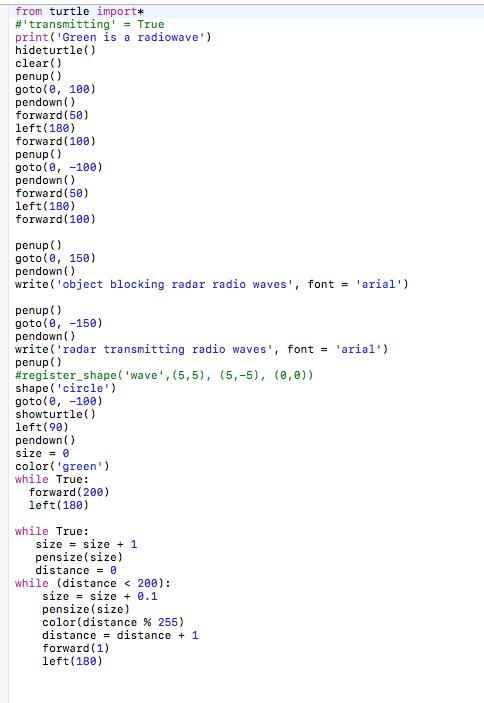 from turtle import*
#'transmitting' = True
print('Green is a radiowave')
hideturtle()
clear()
penup()
goto(0, 100)
pendown()
forward(50)
left(180)
forward(100)
penup()
goto(0, -100)
pendown()
forward(50)
left(180)
forward(100)

penup()
goto(0, 150)
pendown()
write('object blocking radar radio waves', font = 'arial')

penup()
goto(0, -150)
pendown()
write('radar transmitting radio waves', font = 'arial')
penup()
#register_shape('wave',(5,5), (5,-5), (0,0))
shape('circle')
goto(0, -100)
showturtle()
left(90)
pendown()
size = 0
color('green')
while True:
  forward(200)
  left(180)

while True:
   size = size + 1
   pensize(size)
   distance = 0
while (distance < 200):
    size = size + 0.1
    pensize(size)
    color(distance % 255)
    distance = distance + 1
    forward(1)
    left(180)